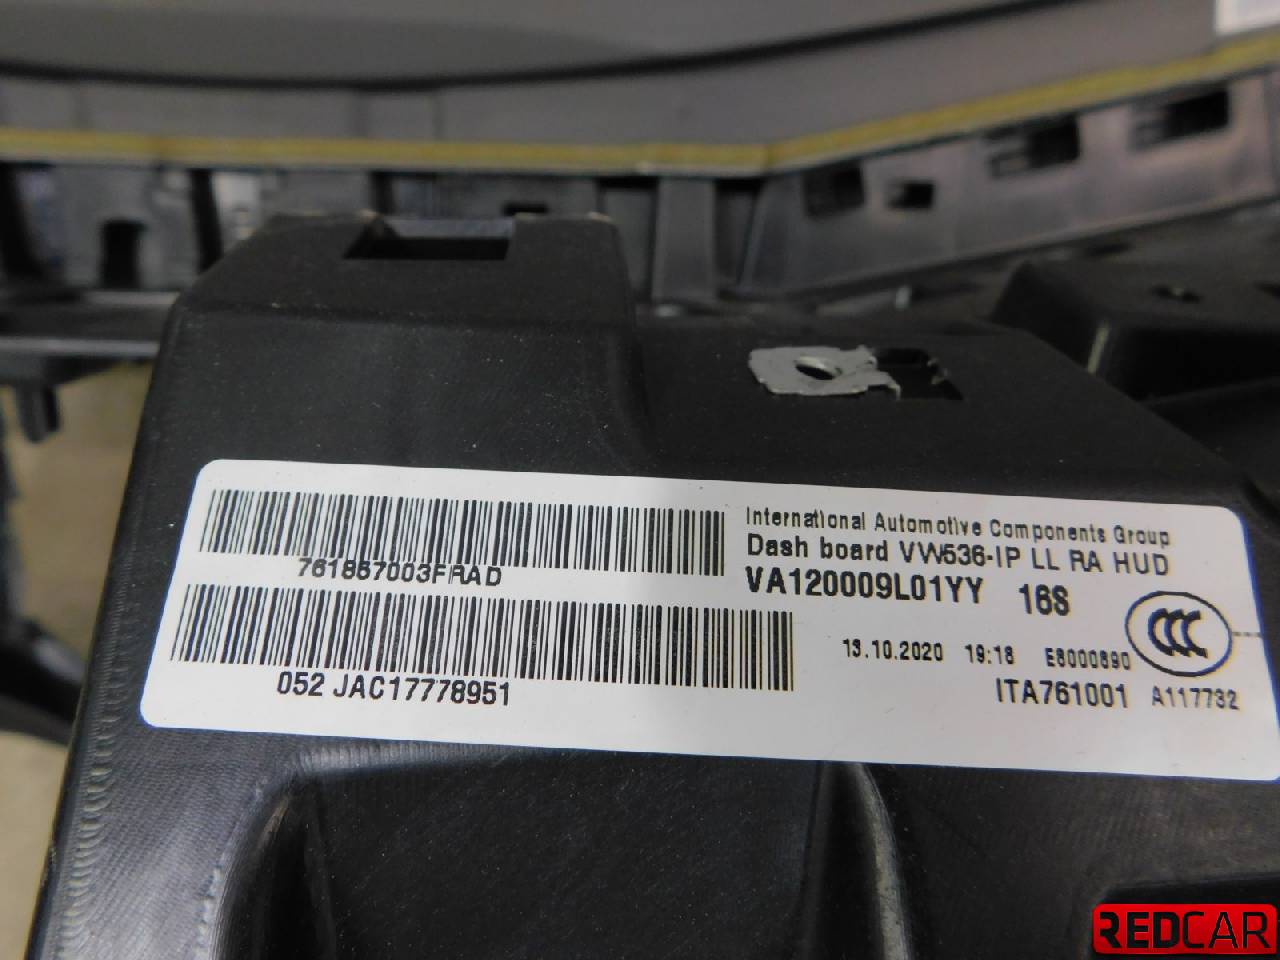 761857003FRAD
052 JAC17778951
International Automotive Components Group
Dash board VW536-IP LL RA HUD
VA120009L01YY 16S
CCC
13.10.2020 19:18 E8000890
ITA761001 A117732
REDCAR